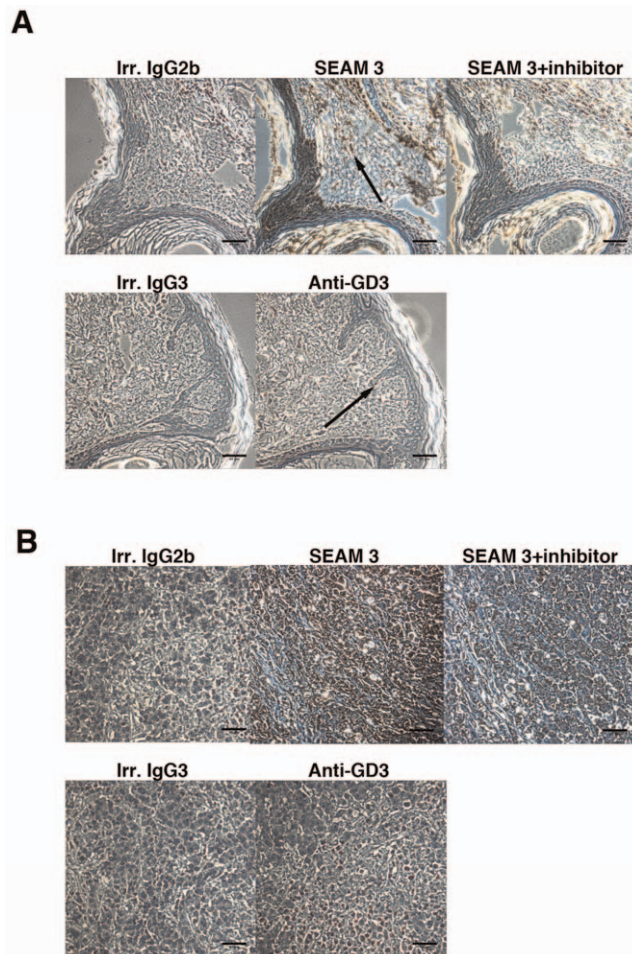 A
Irr. IgG2b SEAM 3 SEAM 3+inhibitor
Irr. IgG3 Anti-GD3
B
Irr. IgG2b SEAM 3 SEAM 3+inhibitor
Irr. IgG3 Anti-GD3